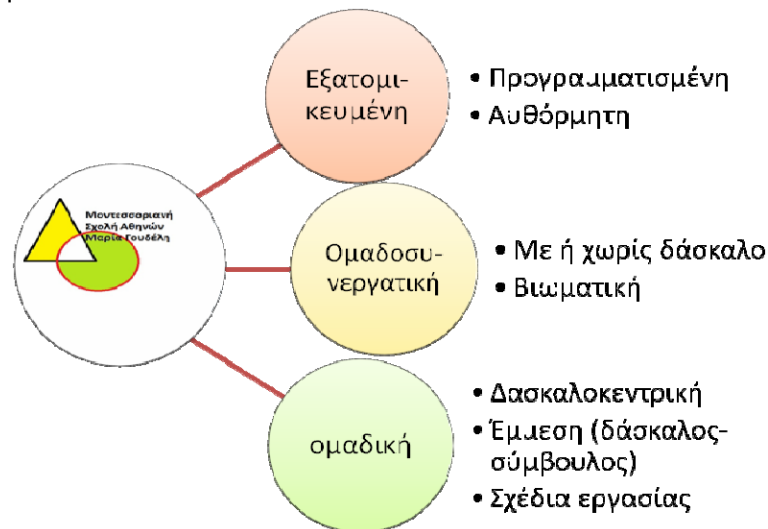 Μοντεσσοριανή
Σχολή Αθηνών
Μαρία Γουδέλη
Εξατομι-
κευμένη
• Προγραμματισμένη
• Αυθόρμητη
Ομαδοσυ-
νεργατική
• Με ή χωρίς δάσκαλο
• Βιωματική
ομαδική
• Δασκαλοκεντρική
• Έμμεση (δάσκαλος-
σύμβουλος)
• Σχέδια εργασίας